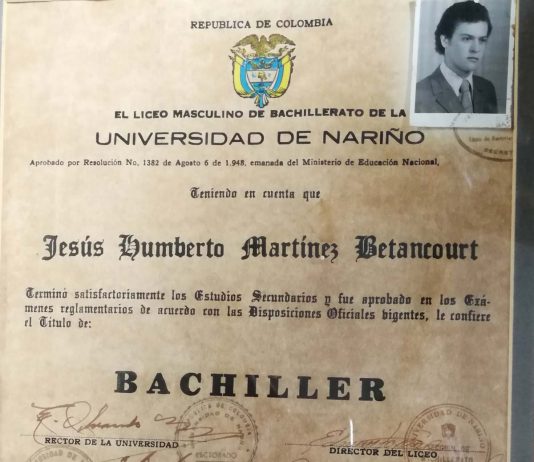 REPUBLICA DE COLOMBIA
EL LICEO MASCULINO DE BACHILLERATO DE LA
UNIVERSIDAD DE NARIÑO
Aprobado por Resolución No, 1382 de Agosto 6 de 1.948, emanada del Ministerio de Educación Nacional,
Teniendo en cuenta que
Jesús Humberto Martínez Betancourt
Terminó satisfactoriamente los Estudios Secundarios y fue aprobado en los Exá-
menes reglamentarios de acuerdo con las Disposiciones Oficiales bigentes, le confiere
el Titulo de:
BACHILLER
RECTOR DE LA UNIVERSIDAD
DIRECTOR DEL LICEO
RECTORADO